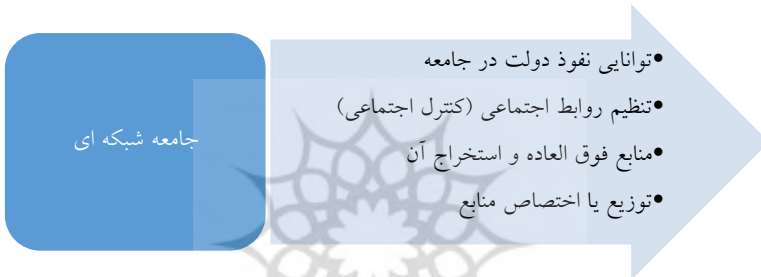 •توانایی نفوذ دولت در جامعه
•تنظیم روابط اجتماعی (کنترل اجتماعی)
•منابع فوق العاده و استخراج آن
•توزیع یا اختصاص منابع
جامعه شبکه ای